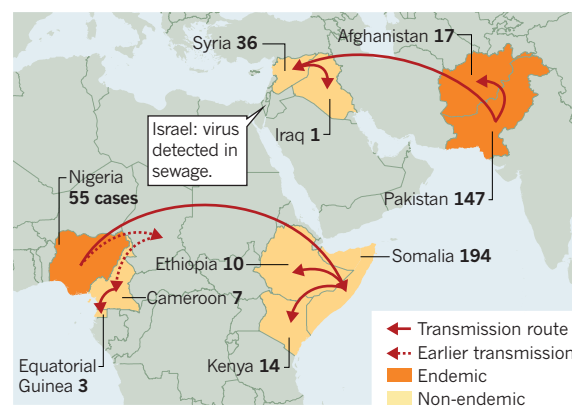 Syria 36
Afghanistan 17
Israel: virus
detected in
sewage.
Iraq 1
Nigeria
55 cases
Pakistan 147
Ethiopia 10
Somalia 194
Cameroon 7
Equatorial
Guinea 3
Kenya 14
Transmission route
Earlier transmission
Endemic
Non-endemic